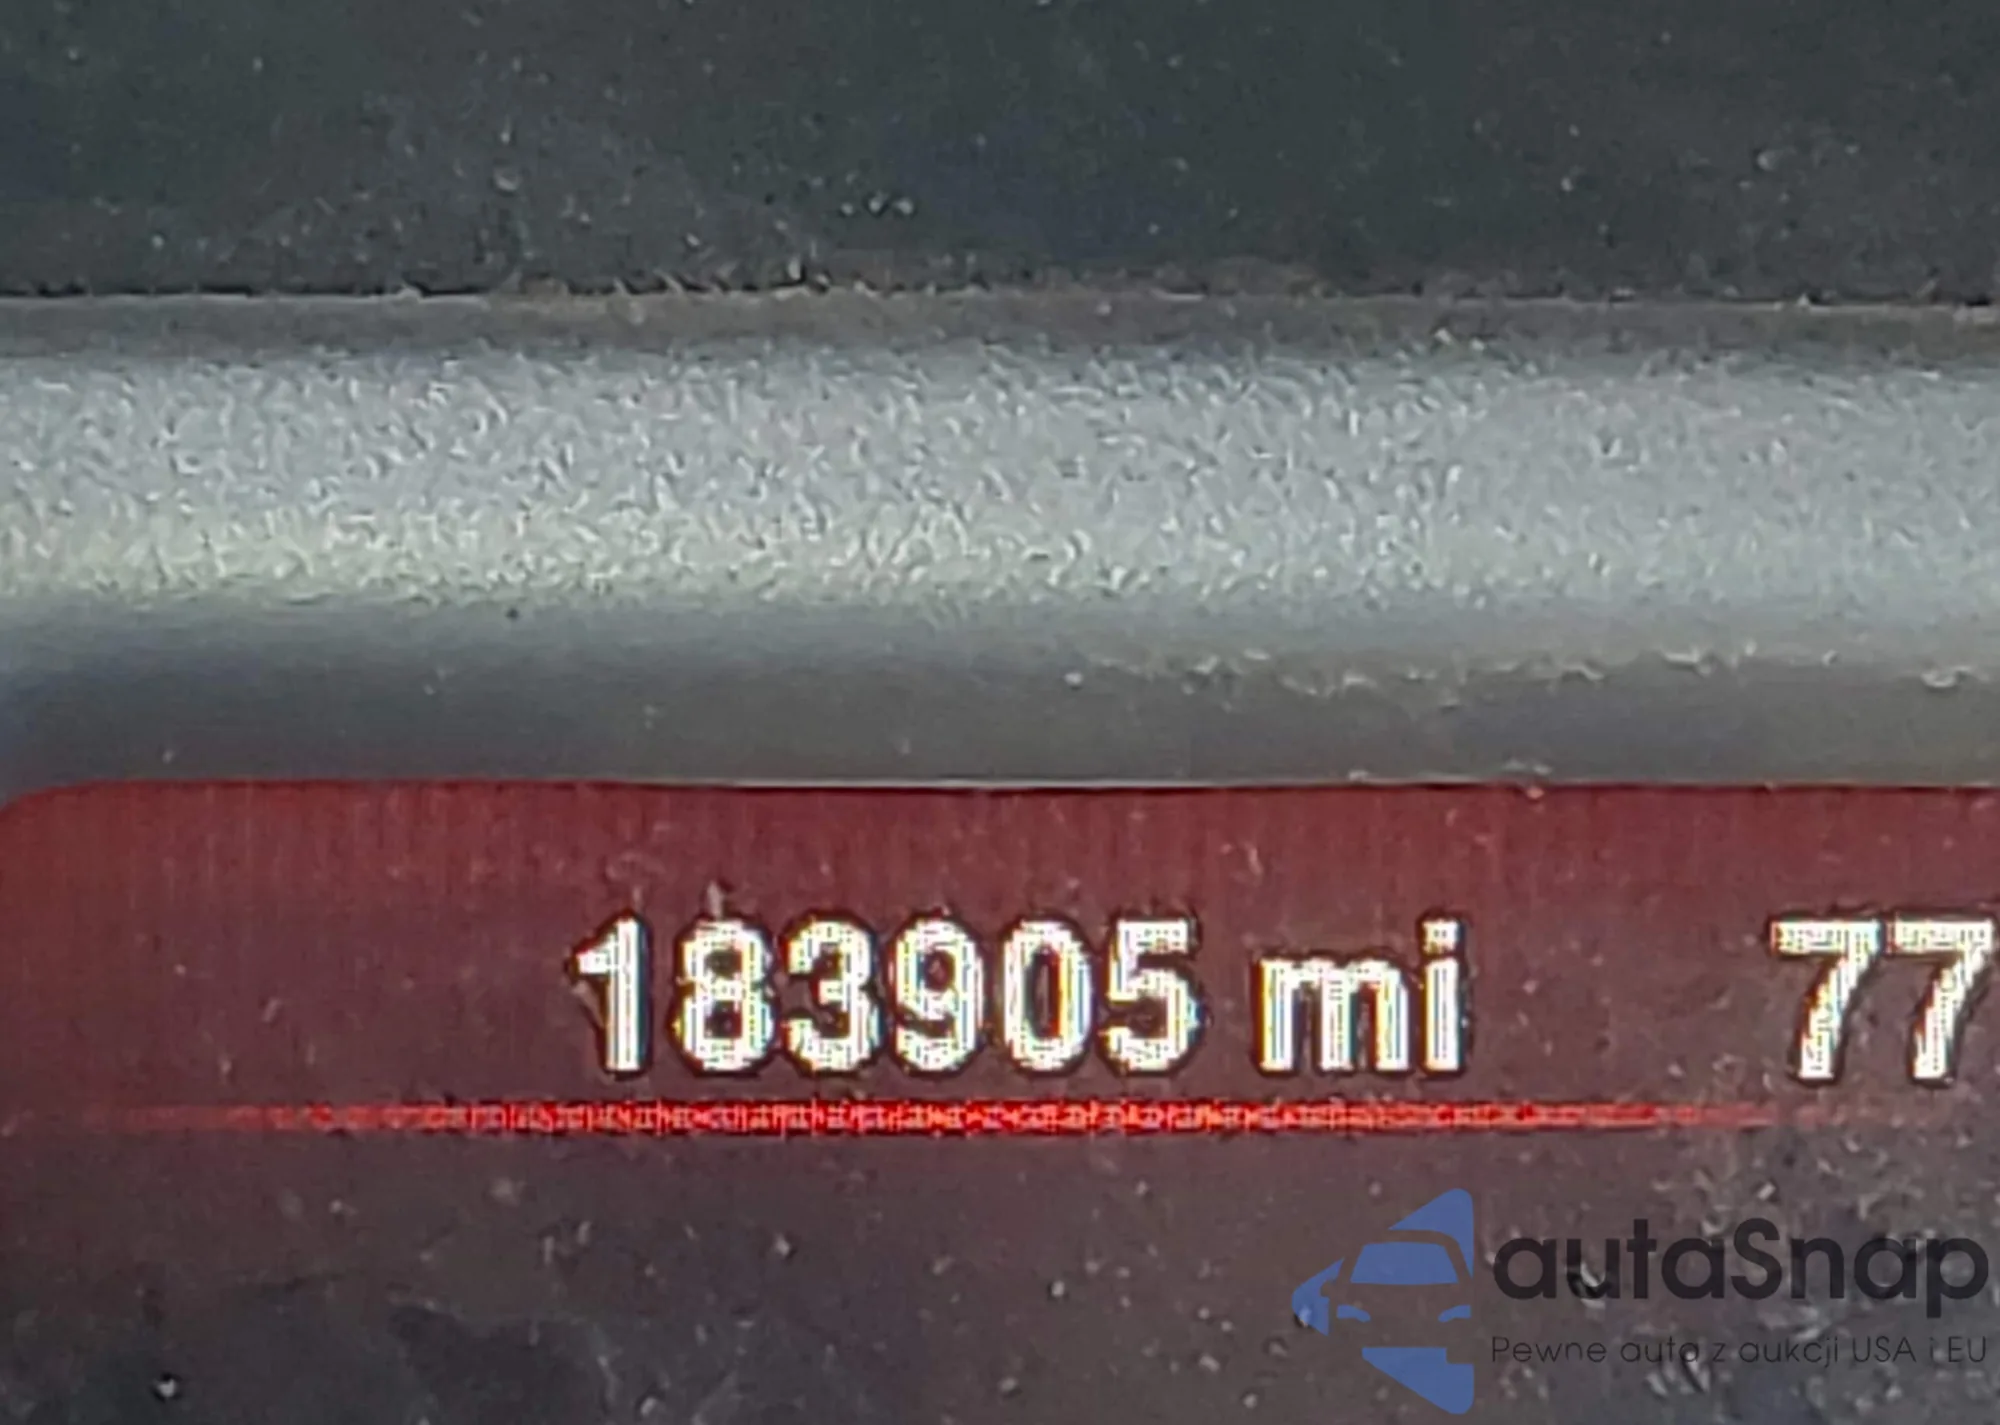 183905 mi 77
autaSnap
Pewne auta z aukcji USA i EU